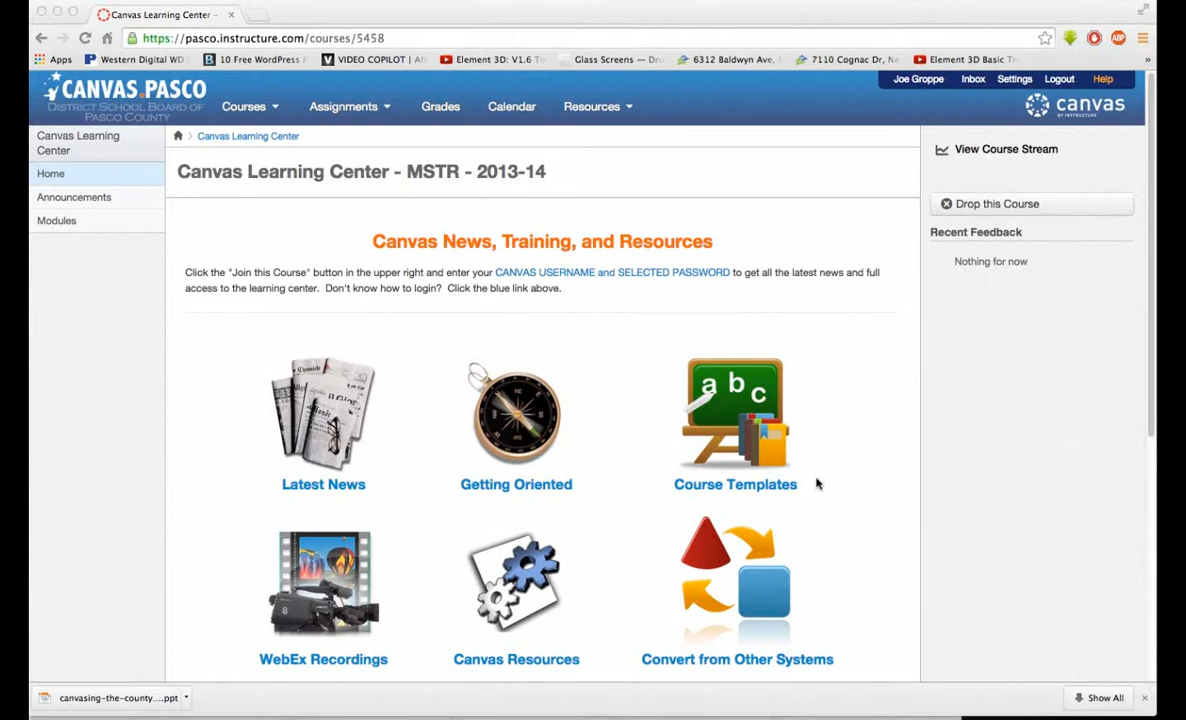 Canvas Learning Center -
https://pasco.instructure.com/courses/5458
Apps
Western Digital WD
10 Free WordPress
VIDEO COPILOT | Af
Element 3D: V1.6
Glass Screens —
6312 Baldwyn Ave,
7110 Cognac Dr,
Element 3D Basic
ABP
CANVAS.PASCO
DISTRICT SCHOOL BOARD OF
PASCO COUNTY
Courses
Assignments
Grades
Calendar
Resources
Joe Groppe
Inbox
Settings
Logout
Help
canvas
BY INSTRUCTURE
Canvas Learning
Center
Home
Announcements
Modules
Canvas Learning Center
Canvas Learning Center - MSTR - 2013-14
Canvas News, Training, and Resources
Click the "Join this Course" button in the upper right and enter your CANVAS USERNAME and SELECTED PASSWORD to get all the latest news and full
access to the learning center. Don't know how to login? Click the blue link above.
Latest News
Getting Oriented
a b c
Course Templates
8
WebEx Recordings
Canvas Resources
Convert from Other Systems
View Course Stream
Drop this Course
Recent Feedback
Nothing for now
canvasing-the-county....ppt
Show All